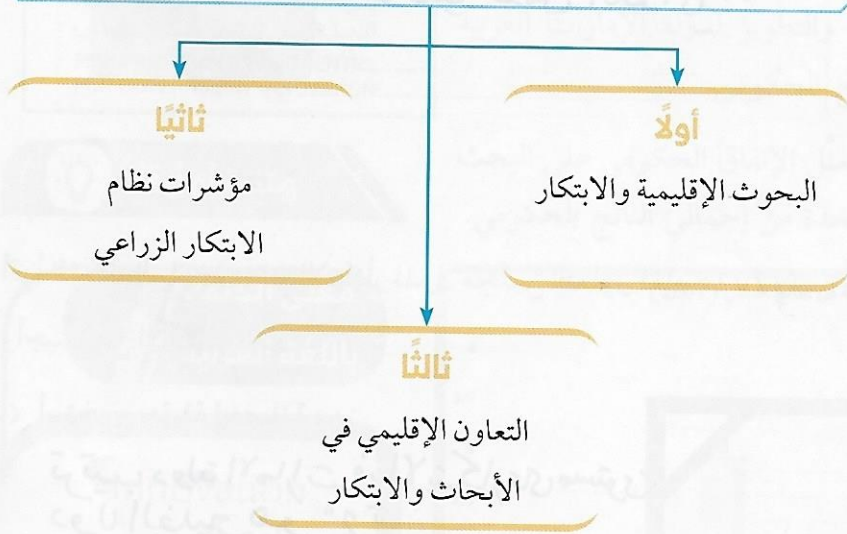 أولًا
البحوث الإقليمية والابتكار
ثانيًا
مؤشرات نظام
الابتكار الزراعي
ثالثًا
التعاون الإقليمي في
الأبحاث والابتكار